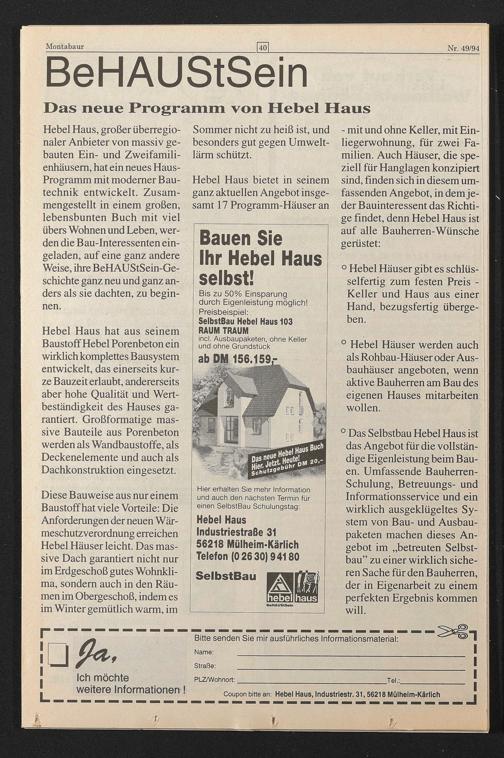 Montabaur
40
Nr. 49/94
BeHAUStSein
Das neue Programm von Hebel Haus
Hebel Haus, großer überregio-
naler Anbieter von massiv ge-
bauten Ein- und Zweifamili-
enhäusern, hat ein neues Haus-
Programm mit moderner Bau-
technik entwickelt. Zusam-
mengestellt in einem großen,
lebensbunten Buch mit viel
übers Wohnen und Leben, wer-
den die Bau-Interessenten ein-
geladen, auf eine ganz andere
Weise, ihre BeHAUStSein-Ge-
schichte ganz neu und ganz an-
ders als sie dachten, zu begin-
nen.
Hebel Haus hat aus seinem
Baustoff Hebel Porenbeton ein
wirklich komplettes Bausystem
entwickelt, das einerseits kur-
ze Bauzeit erlaubt, andererseits
aber hohe Qualität und Wert-
beständigkeit des Hauses ga-
rantiert. Großformatige mas-
sive Bauteile aus Porenbeton
werden als Wandbaustoffe, als
Deckenelemente und auch als
Dachkonstruktion eingesetzt.
Diese Bauweise aus nur einem
Baustoff hat viele Vorteile: Die
Anforderungen der neuen Wär-
meschutzverordnung erreichen
Hebel Häuser leicht. Das mas-
sive Dach garantiert nicht nur
im Erdgeschoß gutes Wohnkli-
ma, sondern auch in den Räu-
men im Obergeschoß, indem es
im Winter gemütlich warm, im
Sommer nicht zu heiß ist, und
besonders gut gegen Umwelt-
lärm schützt.
Hebel Haus bietet in seinem
ganz aktuellen Angebot insge-
samt 17 Programm-Häuser an
Bauen Sie
Ihr Hebel Haus
selbst!
Bis zu 50% Einsparung
durch Eigenleistung möglich!
Preisbeispiel:
SelbstBau Hebel Haus 103
RAUM TRAUM
incl. Ausbaupaketen, ohne Keller
und ohne Grundstück
ab DM 156.159,-
Das neue Hebel Haus Buch
Hier. Jetzt. Heute!
Schutzgebühr DM 20,-
Hier erhalten Sie mehr Information
und auch den nächsten Termin für
einen SelbstBau Schulungstag:
Hebel Haus
Industriestraße 31
56218 Mülheim-Kärlich
Telefon (0 26 30) 9 41 80
SelbstBau
hebel haus
BeHAUStSein
- mit und ohne Keller, mit Ein-
liegerwohnung, für zwei Fa-
milien. Auch Häuser, die spe-
ziell für Hanglagen konzipiert
sind, finden sich in diesem um-
fassenden Angebot, in dem je-
der Bauinteressent das Richti-
ge findet, denn Hebel Haus ist
auf alle Bauherren-Wünsche
gerüstet:
° Hebel Häuser gibt es schlüs-
selfertig zum festen Preis -
Keller und Haus aus einer
Hand, bezugsfertig überge-
ben.
° Hebel Häuser werden auch
als Rohbau-Häuser oder Aus-
bauhäuser angeboten, wenn
aktive Bauherren am Bau des
eigenen Hauses mitarbeiten
wollen.
° Das Selbstbau Hebel Haus ist
das Angebot für die vollstän-
dige Eigenleistung beim Bau-
en. Umfassende Bauherren-
Schulung, Betreuungs- und
Informationsservice und ein
wirklich ausgeklügeltes Sy-
stem von Bau- und Ausbau-
paketen machen dieses An-
gebot im „betreuten Selbst-
bau" zu einer wirklich siche-
ren Sache für den Bauherren,
der in Eigenarbeit zu einem
perfekten Ergebnis kommen
will.
Ja,
Ich möchte
weitere Informationen !
Bitte senden Sie mir ausführliches Informationsmaterial:
Name:
Straße:
PLZ/Wohnort:
Tel.:
Coupon bitte an: Hebel Haus, Industriestr. 31, 56218 Mülheim-Kärlich